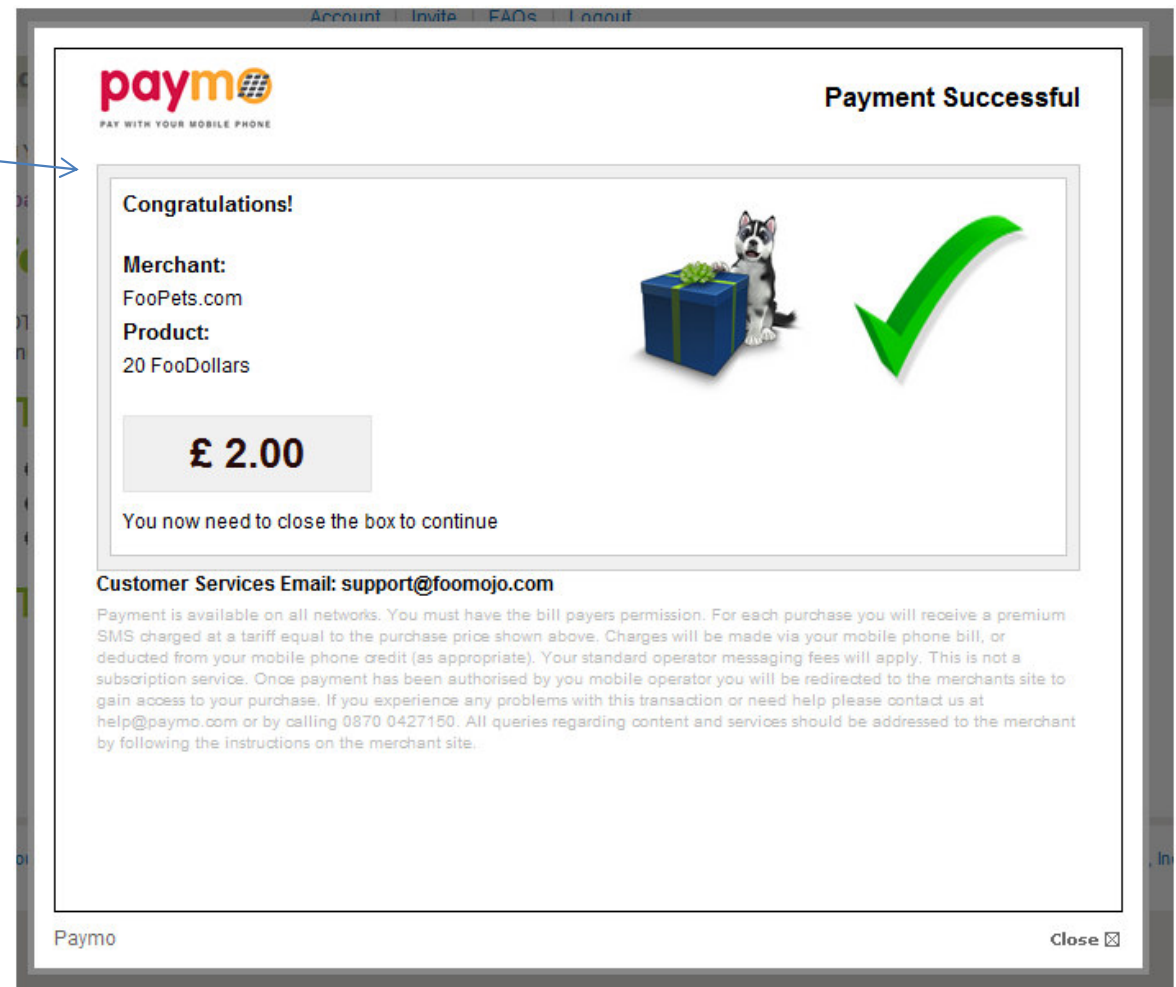 Account | Invite | FAQs | Logout
paymo
PAY WITH YOUR MOBILE PHONE
Payment Successful
Congratulations!
Merchant:
FooPets.com
Product:
20 FooDollars
£ 2.00
You now need to close the box to continue
Customer Services Email: support@foomojo.com
Payment is available on all networks. You must have the bill payers permission. For each purchase you will receive a premium
SMS charged at a tariff equal to the purchase price shown above. Charges will be made via your mobile phone bill, or
deducted from your mobile phone credit (as appropriate). Your standard operator messaging fees will apply. This is not a
subscription service. Once payment has been authorised by you mobile operator you will be redirected to the merchants site to
gain access to your purchase. If you experience any problems with this transaction or need help please contact us at
help@paymo.com or by calling 0870 0427150. All queries regarding content and services should be addressed to the merchant
by following the instructions on the merchant site.
Paymo
Close